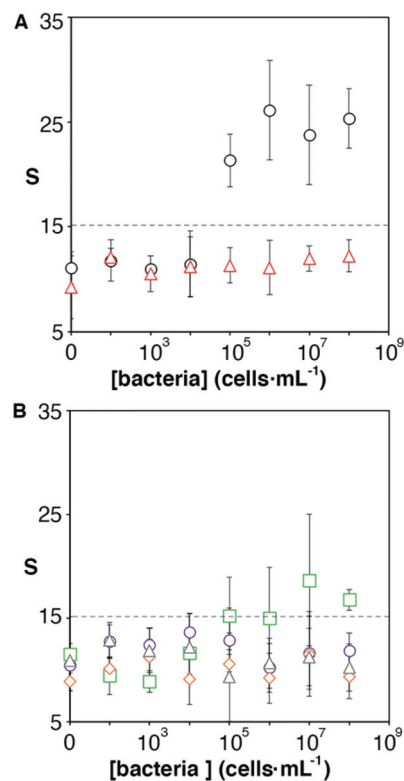 A
35
25
S
15
5
0 10³ 10⁵ 10⁷ 10⁹
[bacteria] (cells·mL⁻¹)
B
35
25
S
15
5
0 10³ 10⁵ 10⁷ 10⁹
[bacteria ] (cells·mL⁻¹)